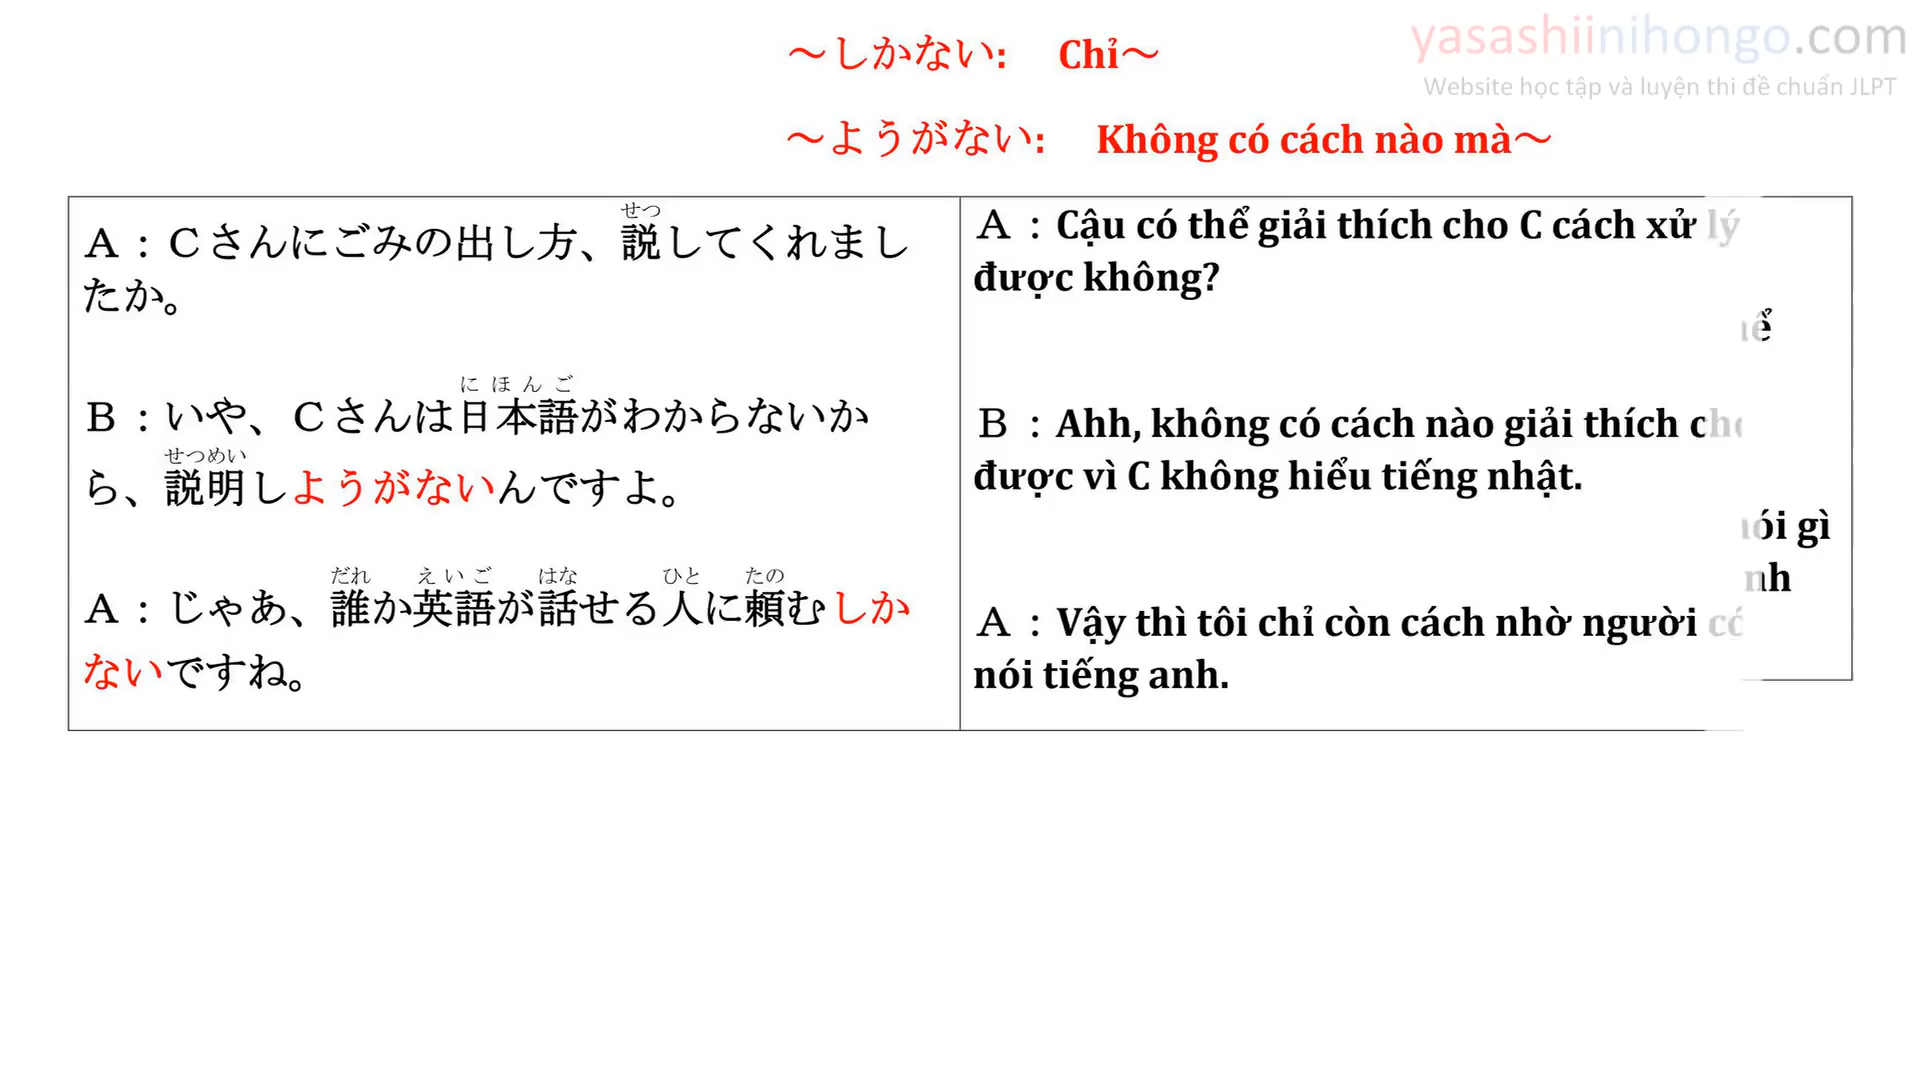 yasashiinihongo.com
Website học tập và luyện thi đề chuẩn JLPT
～しかない: Chỉ～
～ようがない: Không có cách nào mà～
せつ
A：Cさんにごみの出し方、説してくれまし
たか。
にほんご
B：いや、Cさんは日本語がわからないか
せつめい
ら、説明しようがないんですよ。
だれ えいご はな ひと たの
A：じゃあ、誰か英語が話せる人に頼むしか
ないですね。
A：Cậu có thể giải thích cho C cách xử lý
được không?
B：Ahh, không có cách nào giải thích cho
được vì C không hiểu tiếng nhật.
A：Vậy thì tôi chỉ còn cách nhờ người có
nói tiếng anh.
gì